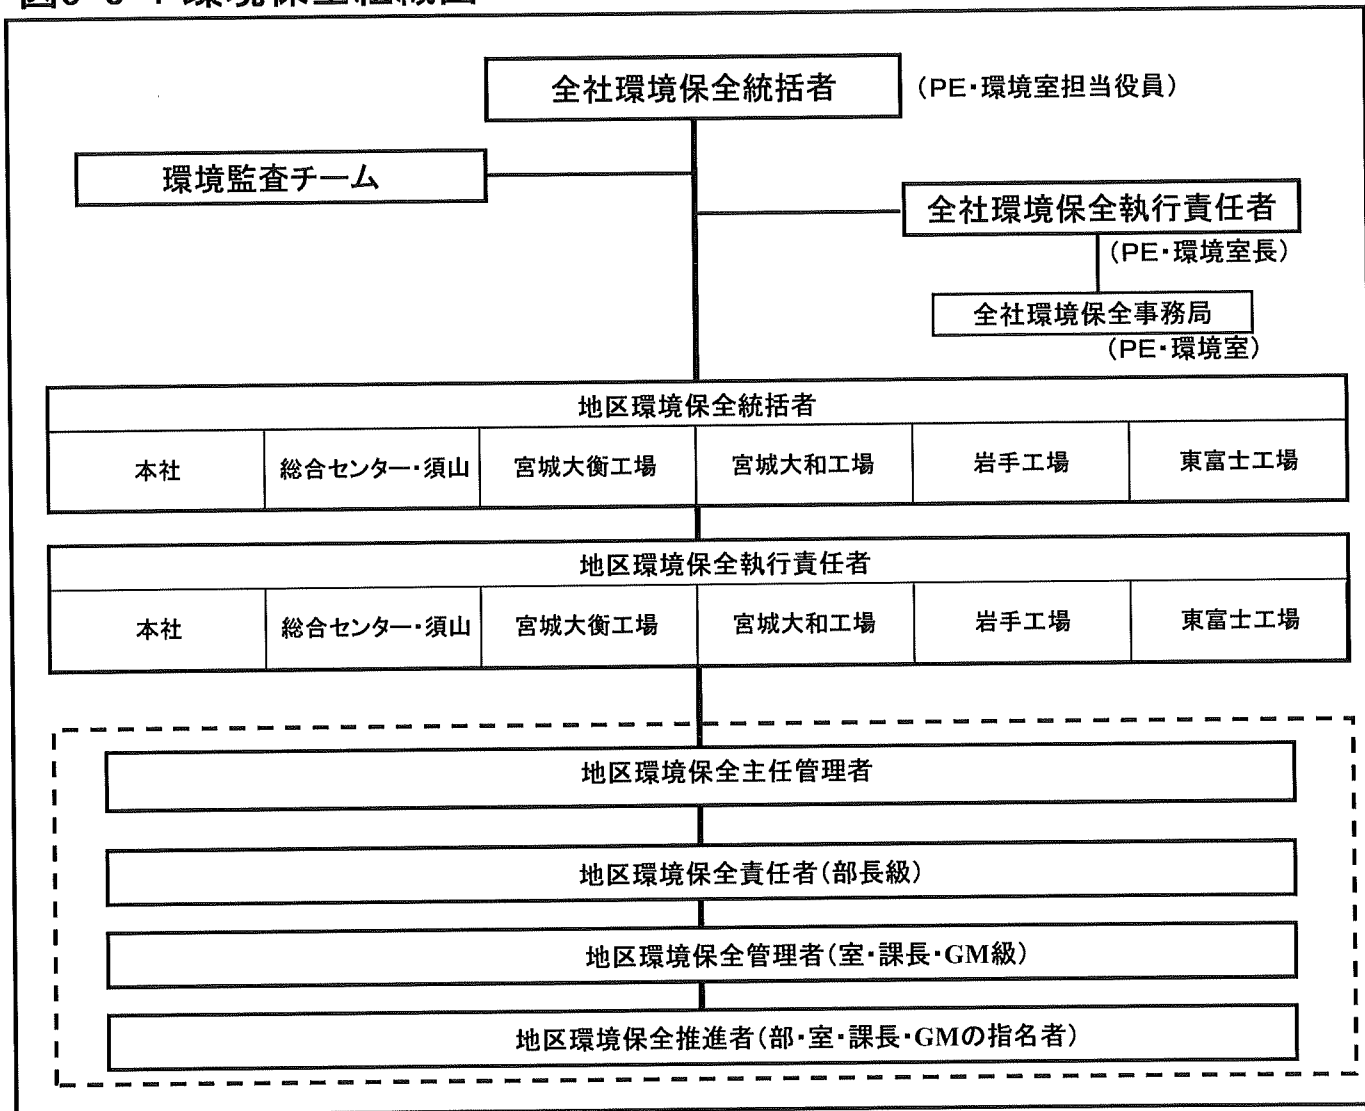 環境保全組織図
全社環境保全統括者
(PE・環境室担当役員)
環境監査チーム
全社環境保全執行責任者
(PE・環境室長)
全社環境保全事務局
(PE・環境室)
地区環境保全統括者
本社 総合センター・須山 宮城大衡工場 宮城大和工場 岩手工場 東富士工場
地区環境保全執行責任者
本社 総合センター・須山 宮城大衡工場 宮城大和工場 岩手工場 東富士工場
地区環境保全主任管理者
地区環境保全責任者(部長級)
地区環境保全管理者(室・課長・GM級)
地区環境保全推進者(部・室・課長・GMの指名者)